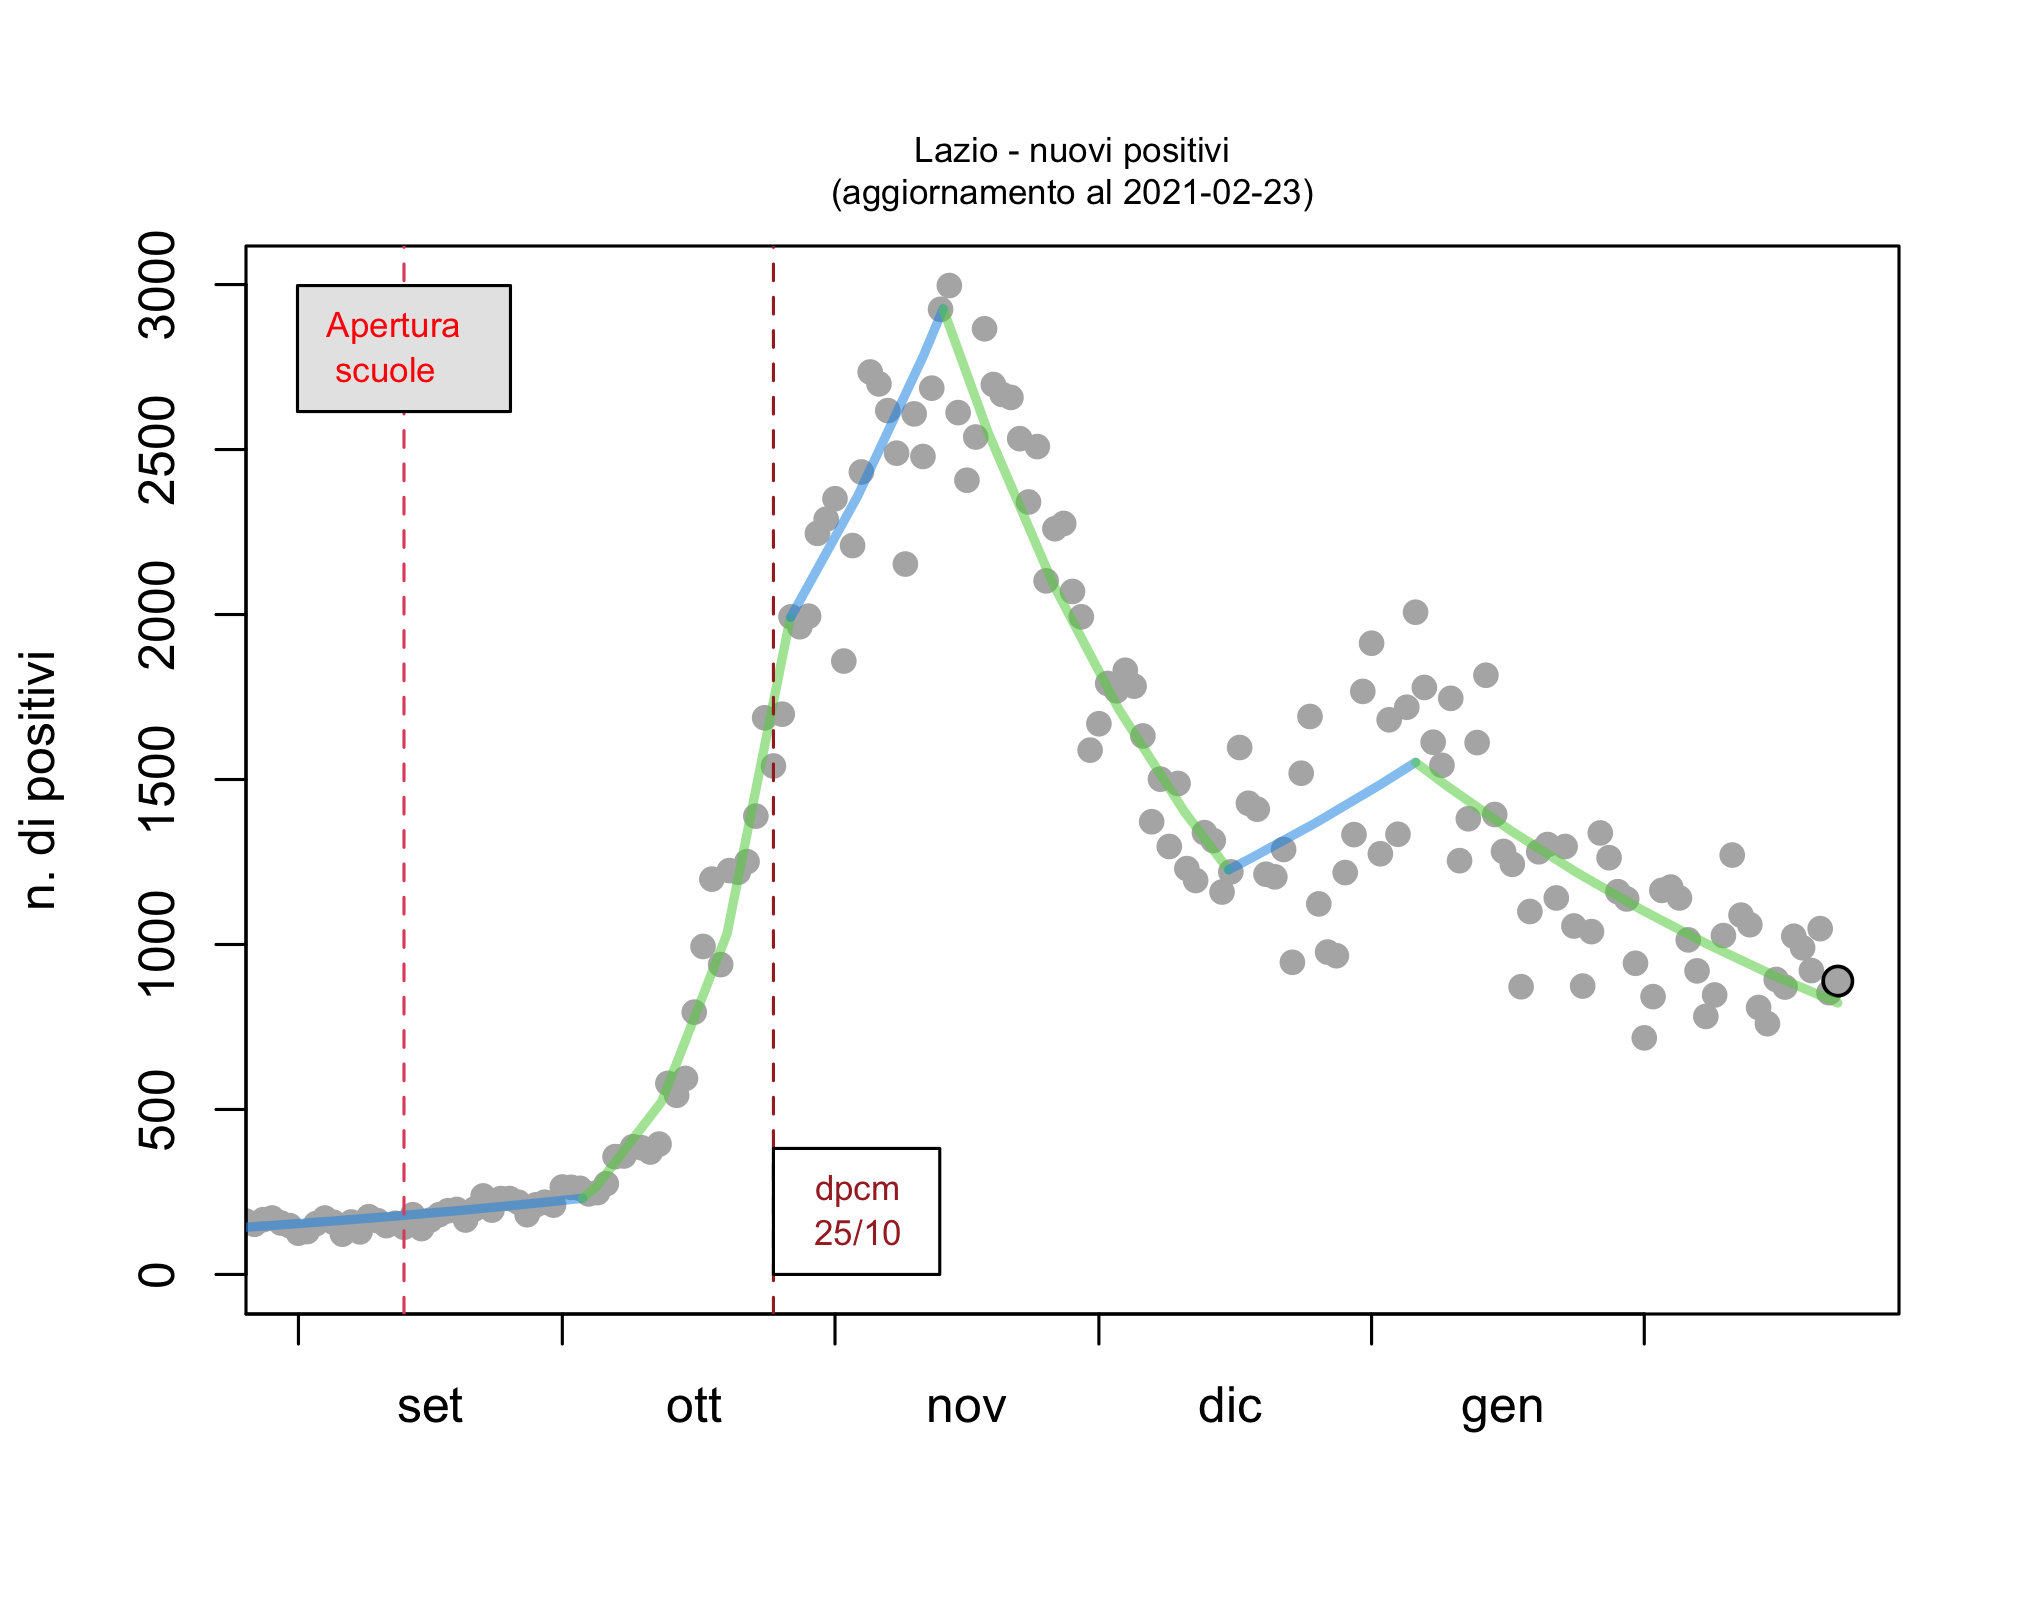 Lazio - nuovi positivi
(aggiornamento al 2021-02-23)
n. di positivi
3000
2500
2000
1500
1000
500
0
Apertura
scuole
dpcm
25/10
set ott nov dic gen